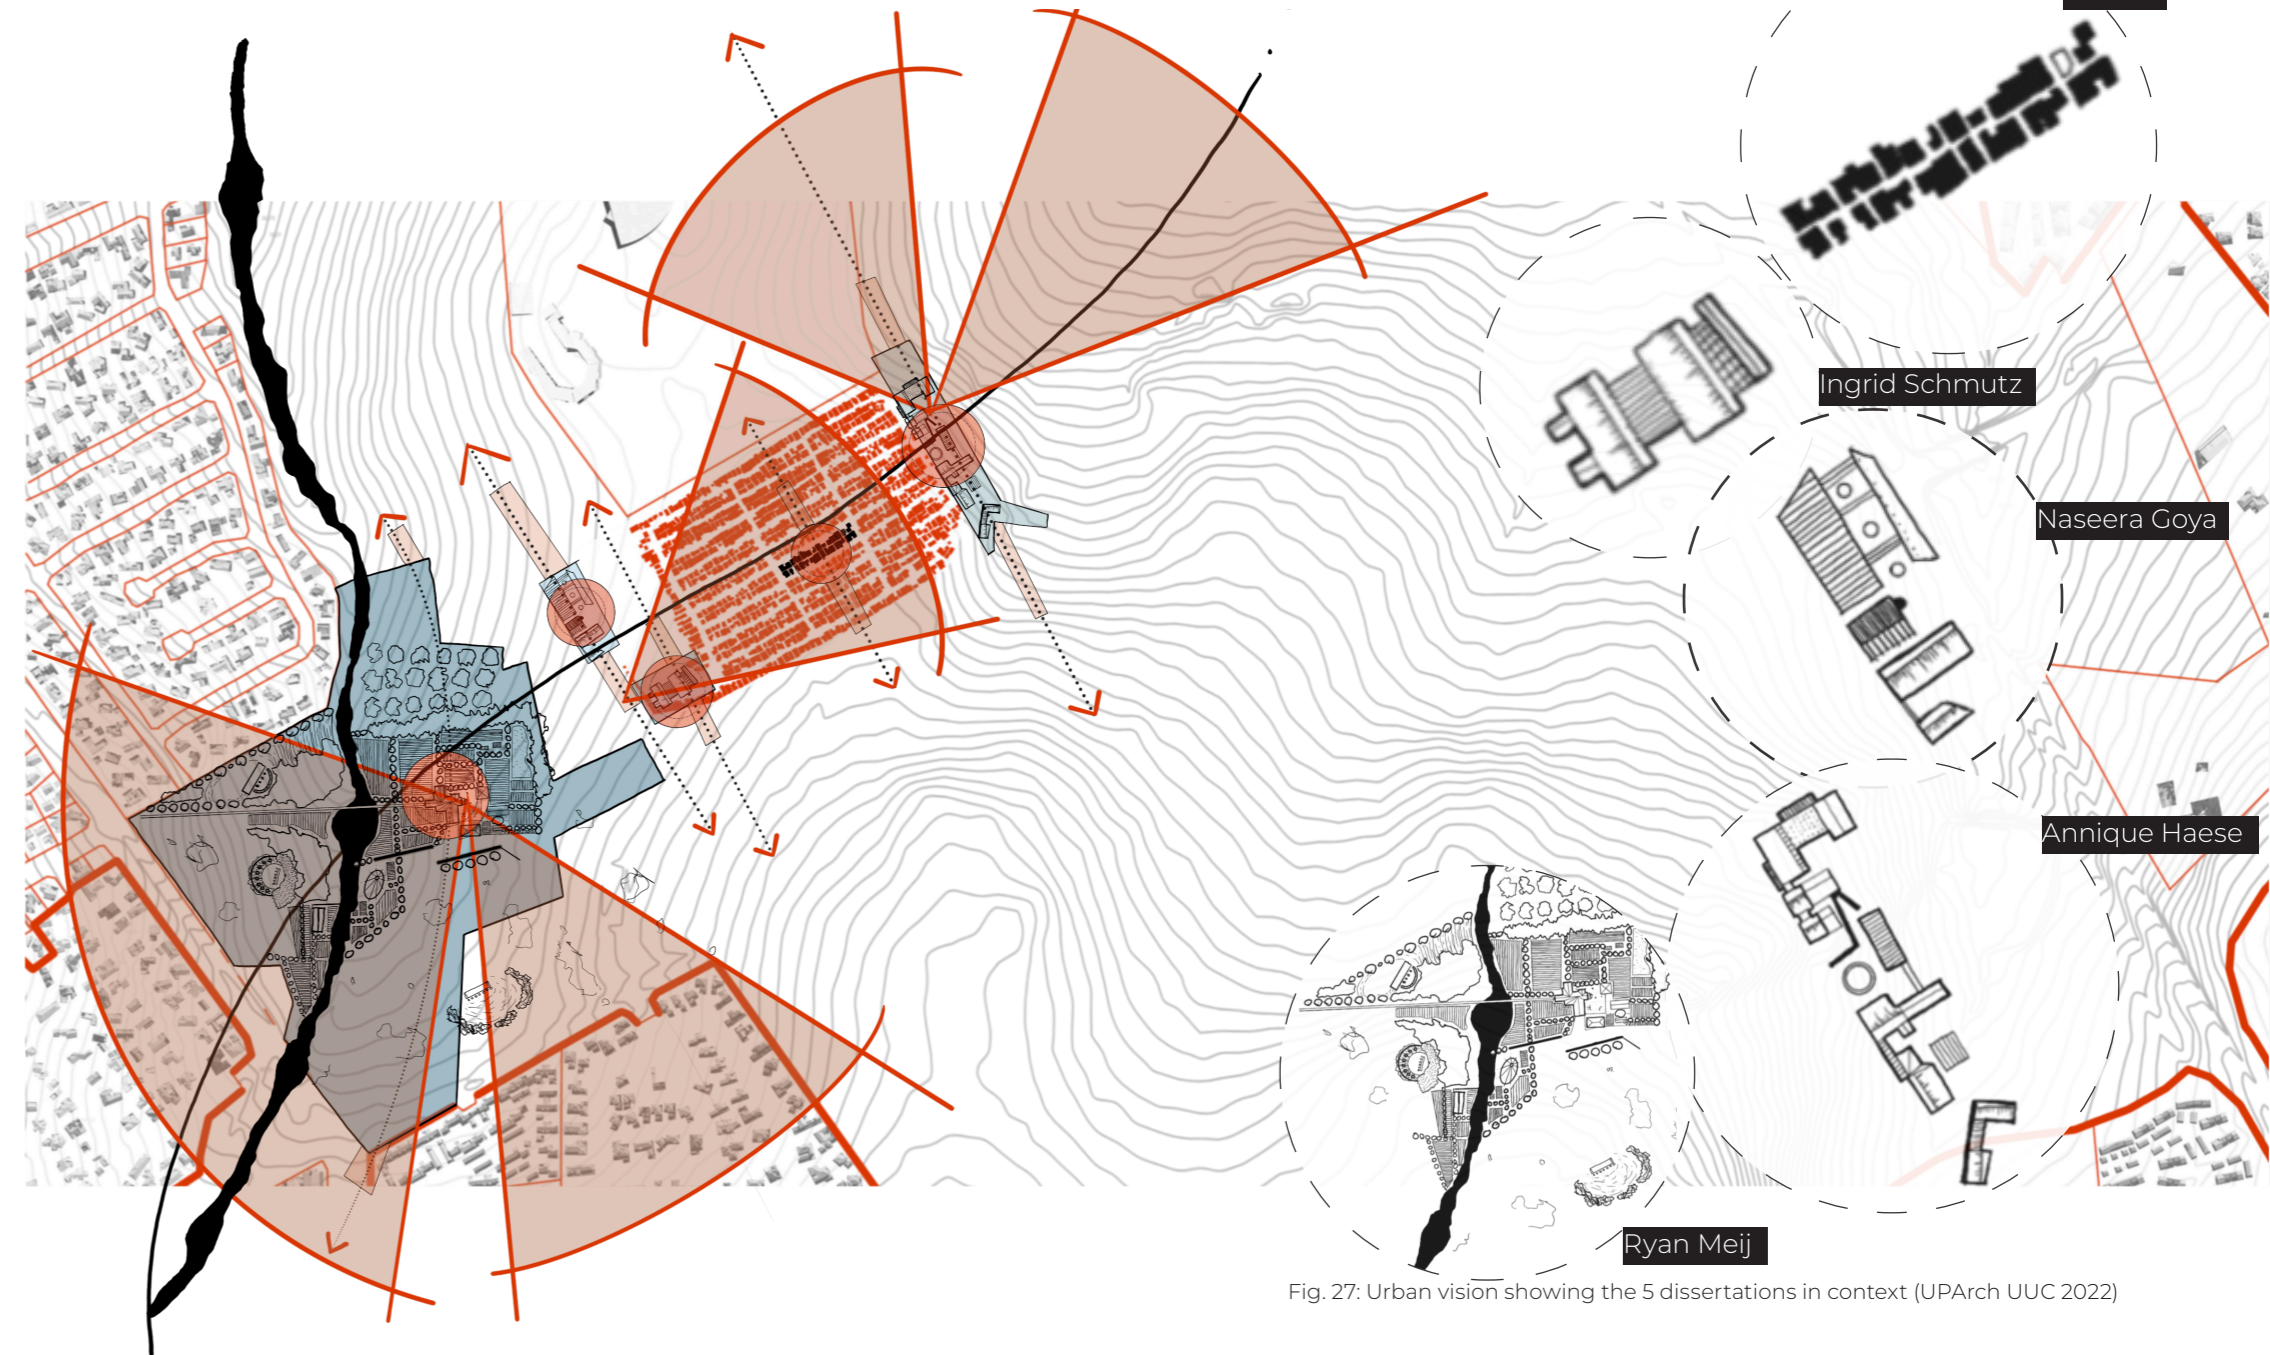 Ingrid Schmutz
Naseera Goya
Annique Haese
Ryan Meij
Fig. 27: Urban vision showing the 5 dissertations in context (UPArch UUC 2022)